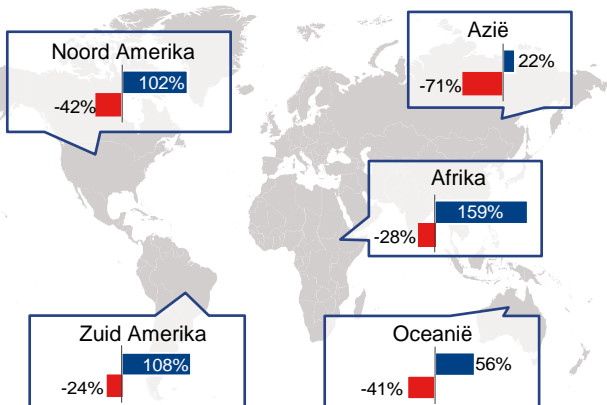 Noord Amerika
102%
-42%
Azië
22%
-71%
Afrika
159%
-28%
Zuid Amerika
108%
-24%
Oceanië
56%
-41%